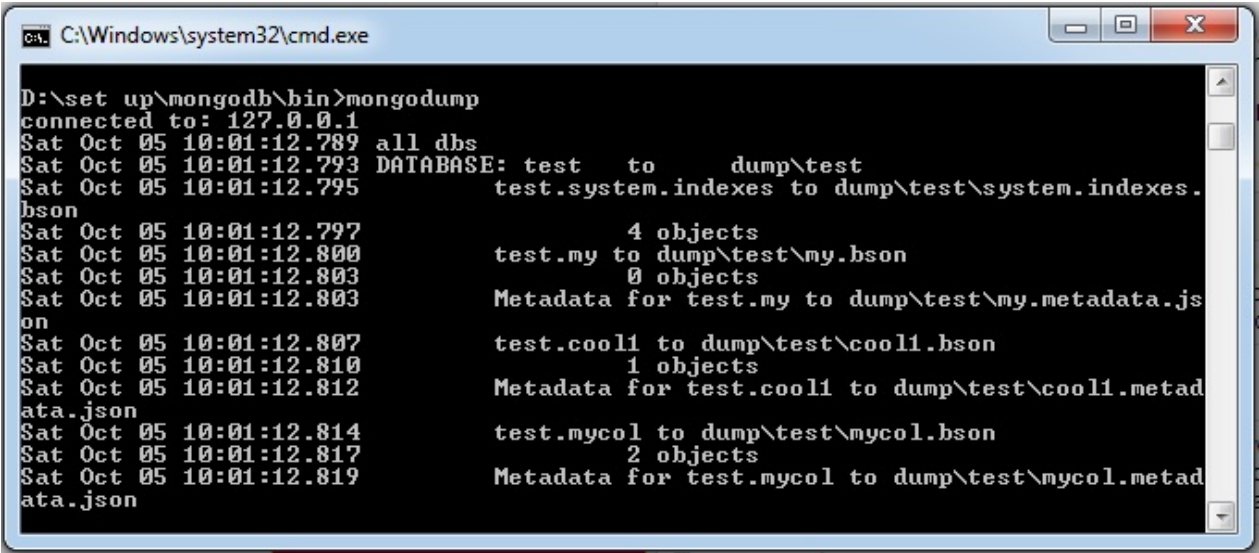 C:\Windows\system32\cmd.exe
D:\set up\mongodb\bin>mongodump
connected to: 127.0.0.1
Sat Oct 05 10:01:12.789 all dbs
Sat Oct 05 10:01:12.793 DATABASE: test   to     dump\test
Sat Oct 05 10:01:12.795         test.system.indexes to dump\test\system.indexes.
bson
Sat Oct 05 10:01:12.797                 4 objects
Sat Oct 05 10:01:12.800         test.my to dump\test\my.bson
Sat Oct 05 10:01:12.803                 0 objects
Sat Oct 05 10:01:12.803         Metadata for test.my to dump\test\my.metadata.js
on
Sat Oct 05 10:01:12.807         test.cool1 to dump\test\cool1.bson
Sat Oct 05 10:01:12.810                 1 objects
Sat Oct 05 10:01:12.812         Metadata for test.cool1 to dump\test\cool1.metad
ata.json
Sat Oct 05 10:01:12.814         test.mycol to dump\test\mycol.bson
Sat Oct 05 10:01:12.817                 2 objects
Sat Oct 05 10:01:12.819         Metadata for test.mycol to dump\test\mycol.metad
ata.json